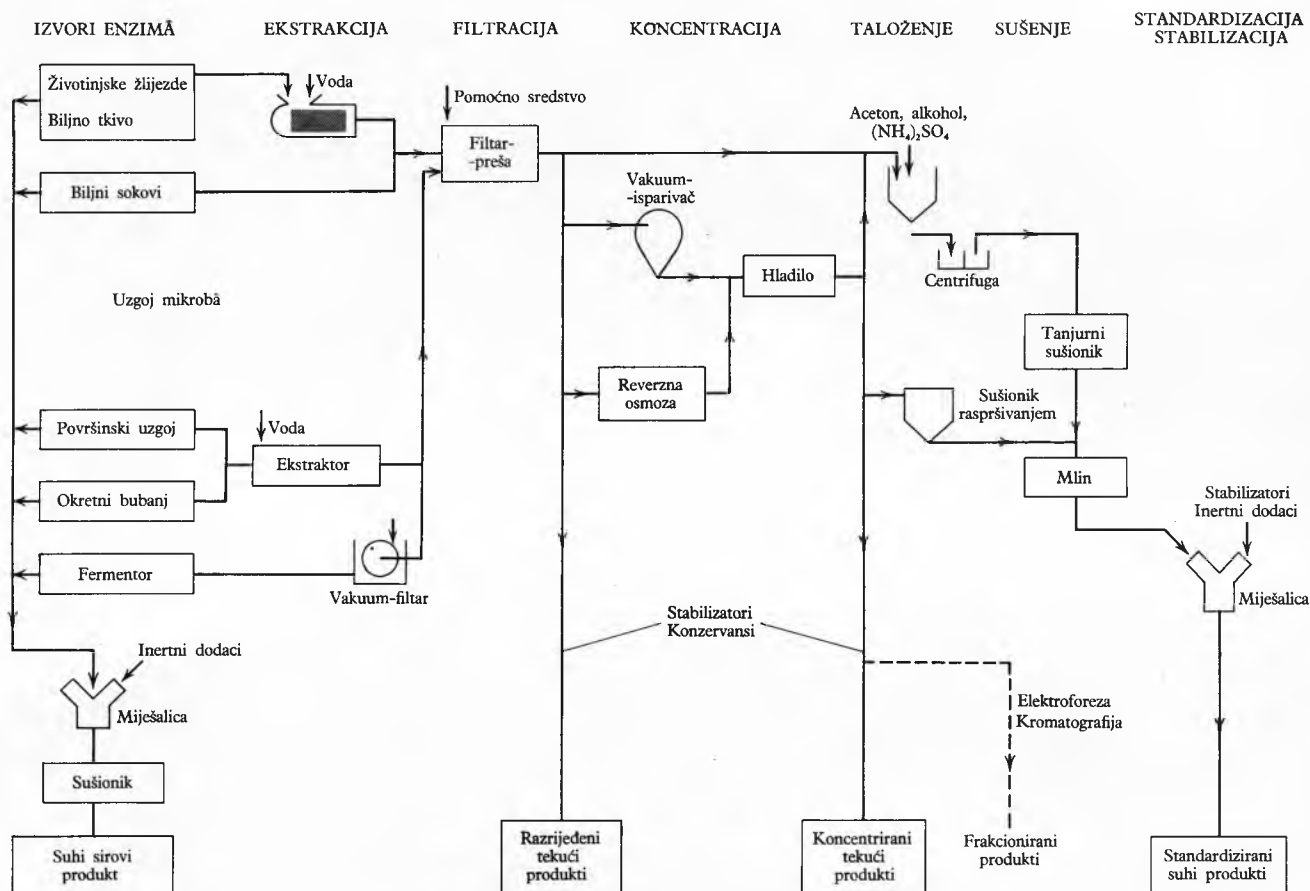 IZVORI ENZIMÂ
EKSTRAKCIJA
FILTRACIJA
KONCENTRACIJA
TALOŽENJE
SUŠENJE
STANDARDIZACIJA
STABILIZACIJA
Životinjske žlijezde
Biljno tkivo
Voda
Pomoćno sredstvo
Aceton, alkohol,
(NH₄)₂SO₄
Filtar-
-preša
Biljni sokovi
Vakuum-
-isparivač
Hladilo
Centrifuga
Uzgoj mikrobâ
Tanjurni
sušionik
Reverzna
osmoza
Sušionik
raspršivanjem
Površinski uzgoj
Voda
Ekstraktor
Mlin
Okretni bubanj
Stabilizatori
Inertni dodaci
Fermentor
Vakuum-filtar
Miješalica
Stabilizatori
Konzervansi
Inertni dodaci
Miješalica
Elektroforeza
Kromatografija
Sušionik
Suhi sirovi
produkt
Razrijeđeni
tekući
produkti
Koncentrirani
tekući
produkti
Frakcionirani
produkti
Standardizirani
suhi produkti